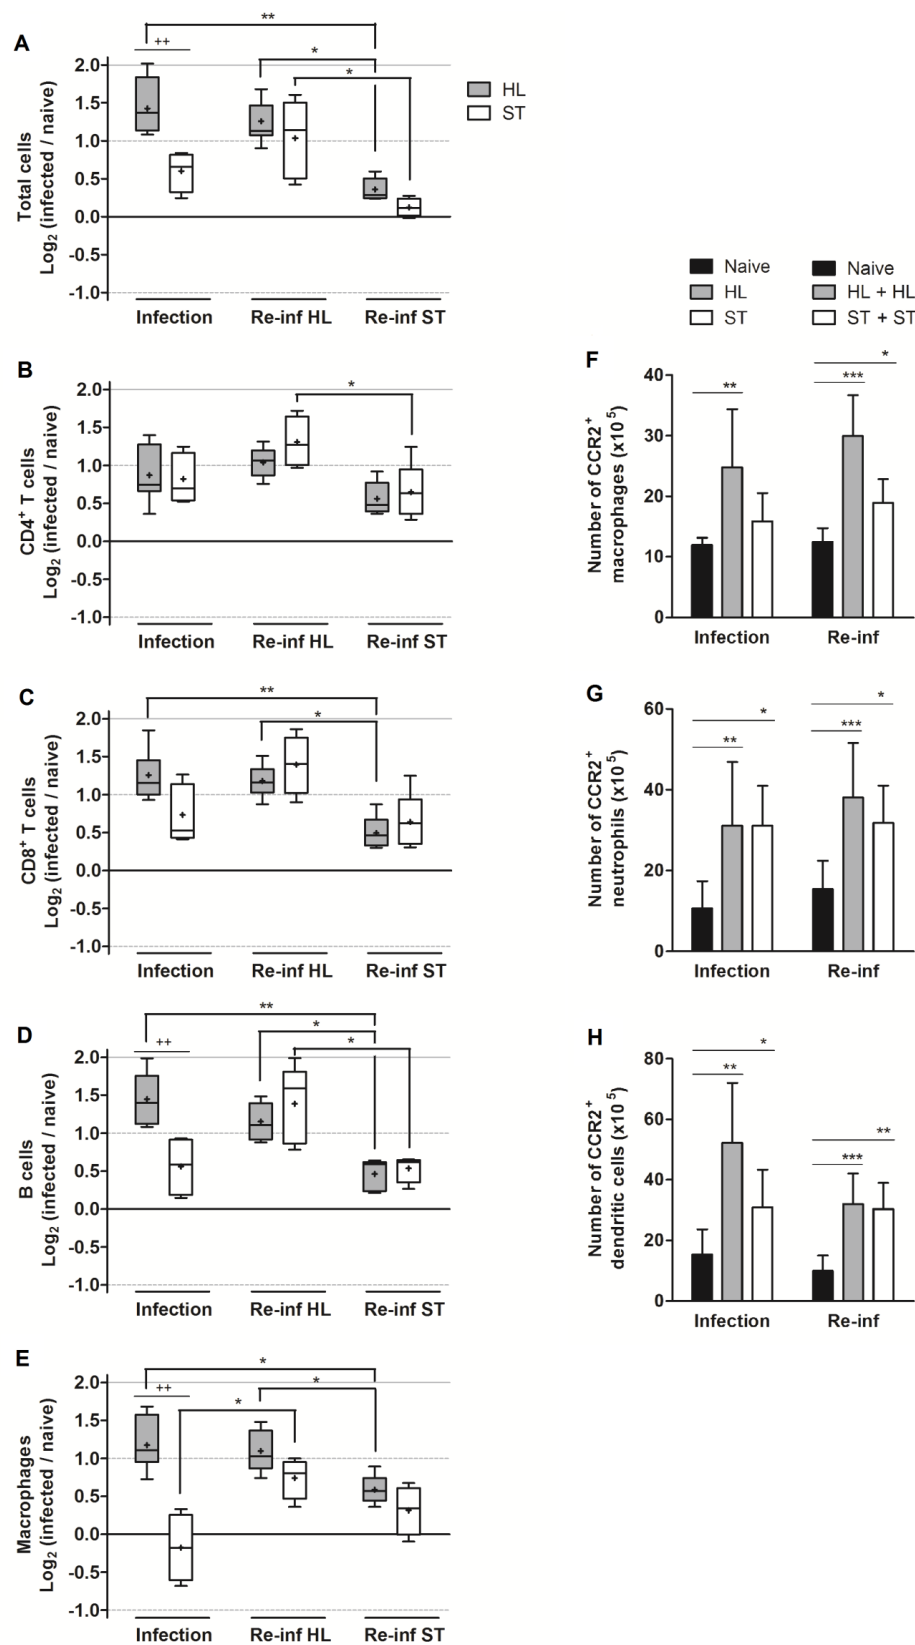 A
**
++
*
*
Total cells
Log2 (infected / naive)
2.0
1.5
1.0
0.5
0.0
-0.5
-1.0
Infection
Re-inf HL
Re-inf ST
HL
ST
B
*
CD4+ T cells
Log2 (infected / naive)
2.0
1.5
1.0
0.5
0.0
-0.5
-1.0
Infection
Re-inf HL
Re-inf ST
C
**
*
CD8+ T cells
Log2 (infected / naive)
2.0
1.5
1.0
0.5
0.0
-0.5
-1.0
Infection
Re-inf HL
Re-inf ST
D
**
*
++
*
B cells
Log2 (infected / naive)
2.0
1.5
1.0
0.5
0.0
-0.5
-1.0
Infection
Re-inf HL
Re-inf ST
E
*
++
*
*
Macrophages
Log2 (infected / naive)
2.0
1.5
1.0
0.5
0.0
-0.5
-1.0
Infection
Re-inf HL
Re-inf ST
Naive
HL
ST
Naive
HL + HL
ST + ST
F
**
*
***
Number of CCR2+
macrophages (x10 5)
40
30
20
10
0
Infection
Re-inf
G
*
**
*
***
Number of CCR2+
neutrophils (x10 5)
60
40
20
0
Infection
Re-inf
H
*
**
**
***
Number of CCR2+
dendritic cells (x10 5)
80
60
40
20
0
Infection
Re-inf